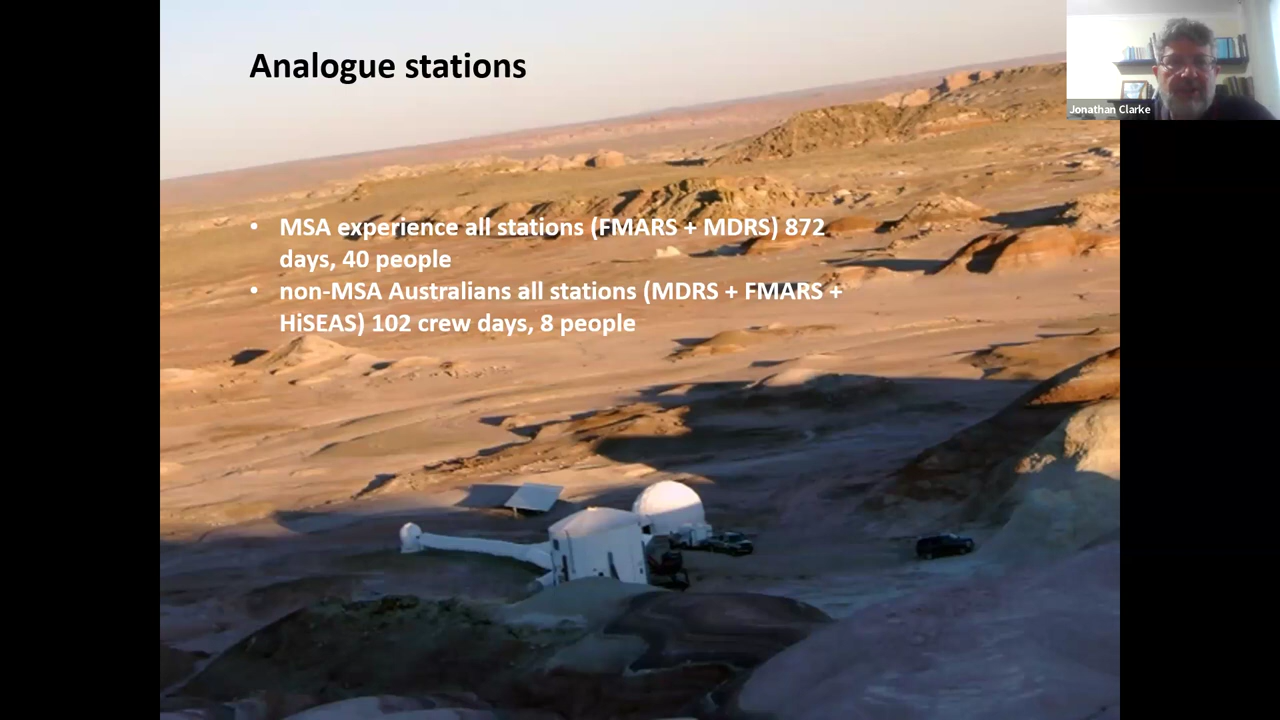 Analogue stations
Jonathan Clarke
• MSA experience all stations (FMARS + MDRS) 872
days, 40 people
• non-MSA Australians all stations (MDRS + FMARS +
HiSEAS) 102 crew days, 8 people